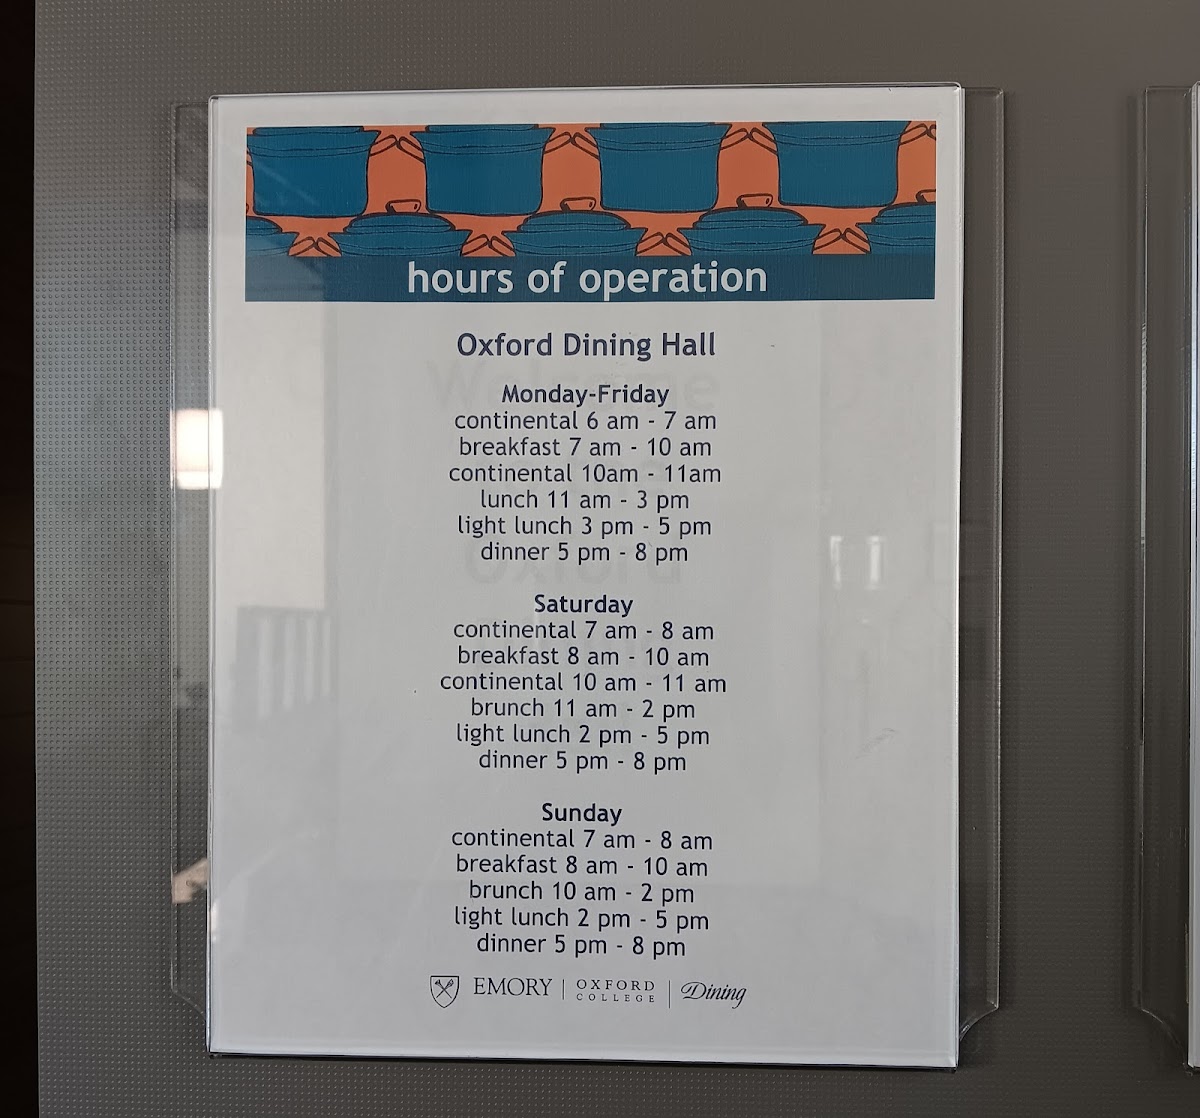 hours of operation
Oxford Dining Hall
Monday-Friday
continental 6 am - 7 am
breakfast 7 am - 10 am
continental 10am - 11am
lunch 11 am - 3 pm
light lunch 3 pm - 5 pm
dinner 5 pm - 8 pm
Saturday
continental 7 am - 8 am
breakfast 8 am - 10 am
continental 10 am - 11 am
brunch 11 am - 2 pm
light lunch 2 pm - 5 pm
dinner 5 pm - 8 pm
Sunday
continental 7 am - 8 am
breakfast 8 am - 10 am
brunch 10 am - 2 pm
light lunch 2 pm - 5 pm
dinner 5 pm - 8 pm
EMORY | OXFORD COLLEGE | Dining